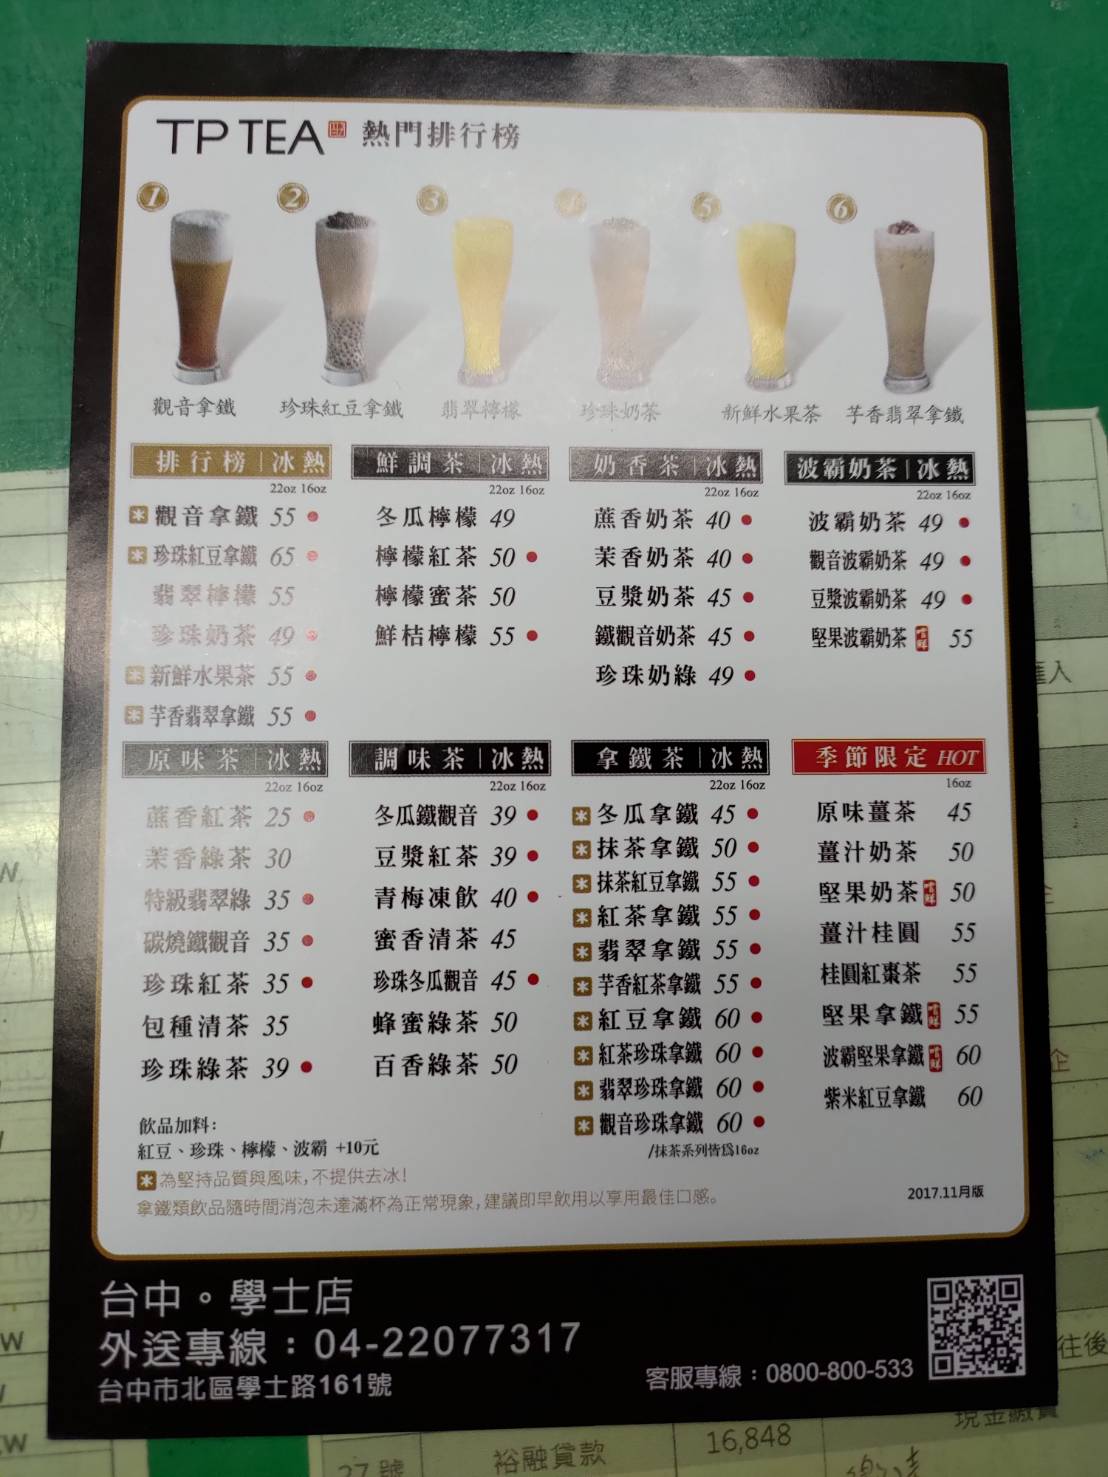 TP TEA 熱門排行榜
1 2 3 4 5 6
觀音拿鐵 珍珠紅豆拿鐵 翡翠檸檬 珍珠奶茶 新鮮水果茶 芋香翡翠拿鐵
排行榜 | 冰 熱
22oz 16oz
觀音拿鐵 55 ●
珍珠紅豆拿鐵 65 ●
翡翠檸檬 55
珍珠奶茶 49 ●
新鮮水果茶 55 ●
芋香翡翠拿鐵 55 ●
鮮調茶 | 冰 熱
22oz 16oz
冬瓜檸檬 49
檸檬紅茶 50 ●
檸檬蜜茶 50
鮮桔檸檬 55 ●
奶香茶 | 冰 熱
22oz 16oz
蔗香奶茶 40 ●
茉香奶茶 40 ●
豆漿奶茶 45 ●
鐵觀音奶茶 45 ●
珍珠奶綠 49 ●
波霸奶茶 | 冰 熱
22oz 16oz
波霸奶茶 49 ●
觀音波霸奶茶 49 ●
豆漿波霸奶茶 49 ●
堅果波霸奶茶 嚐鮮 55
原味茶 | 冰 熱
22oz 16oz
蔗香紅茶 25 ●
茉香綠茶 30
特級翡翠綠 35 ●
碳燒鐵觀音 35 ●
珍珠紅茶 35 ●
包種清茶 35
珍珠綠茶 39 ●
調味茶 | 冰 熱
22oz 16oz
冬瓜鐵觀音 39 ●
豆漿紅茶 39 ●
青梅凍飲 40 ●
蜜香清茶 45
珍珠冬瓜觀音 45 ●
蜂蜜綠茶 50
百香綠茶 50
拿鐵茶 | 冰 熱
22oz 16oz
冬瓜拿鐵 45 ●
抹茶拿鐵 50 ●
抹茶紅豆拿鐵 55 ●
紅茶拿鐵 55 ●
翡翠拿鐵 55 ●
芋香紅茶拿鐵 55 ●
紅豆拿鐵 60 ●
紅茶珍珠拿鐵 60 ●
翡翠珍珠拿鐵 60 ●
觀音珍珠拿鐵 60 ●
/抹茶系列皆爲16oz
季節限定 HOT
16oz
原味薑茶 45
薑汁奶茶 50
堅果奶茶 嚐鮮 50
薑汁桂圓 55
桂圓紅棗茶 55
堅果拿鐵 嚐鮮 55
波霸堅果拿鐵 嚐鮮 60
紫米紅豆拿鐵 60
飲品加料:
紅豆、珍珠、檸檬、波霸 +10元
為堅持品質與風味,不提供去冰!
拿鐵類飲品隨時間消泡未達滿杯為正常現象,建議即早飲用以享用最佳口感。
2017.11月版
台中。學士店
外送專線：04-22077317
台中市北區學士路161號
客服專線：0800-800-533
匯入
企
往後
裕融貸款
16,848